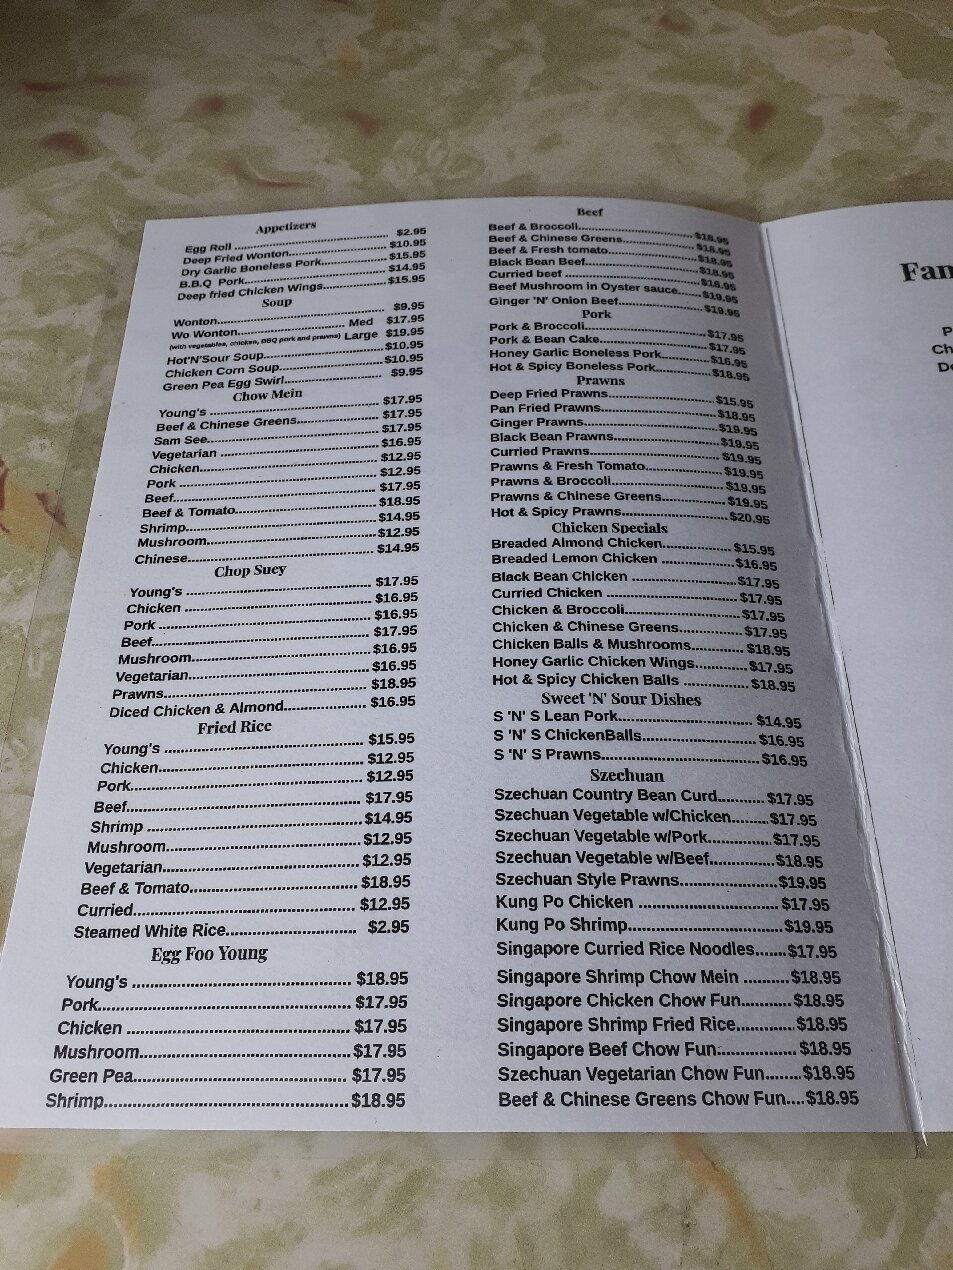 Appetizers
Egg Roll ........ $2.95
Deep Fried Wonton........ $10.95
Dry Garlic Boneless Pork........ $15.95
B.B.Q Pork........ $14.95
Deep fried Chicken Wings........ $15.95
Soup
Wonton........ $9.95
Wo Wonton........ Med $17.95
(with vegetables, chicken, BBQ pork and prawns) Large $19.95
Hot'N'Sour Soup........ $10.95
Chicken Corn Soup........ $10.95
Green Pea Egg Swirl........ $9.95
Chow Mein
Young's ........ $17.95
Beef & Chinese Greens........ $17.95
Sam See........ $17.95
Vegetarian ........ $16.95
Chicken........ $12.95
Pork ........ $12.95
Beef........ $17.95
Beef & Tomato........ $18.95
Shrimp........ $14.95
Mushroom........ $12.95
Chinese........ $14.95
Chop Suey
Young's ........ $17.95
Chicken ........ $16.95
Pork ........ $16.95
Beef........ $17.95
Mushroom........ $16.95
Vegetarian........ $16.95
Prawns........ $18.95
Diced Chicken & Almond........ $16.95
Fried Rice
Young's ........ $15.95
Chicken........ $12.95
Pork........ $12.95
Beef........ $17.95
Shrimp ........ $14.95
Mushroom........ $12.95
Vegetarian........ $12.95
Beef & Tomato........ $18.95
Curried........ $12.95
Steamed White Rice........ $2.95
Egg Foo Young
Young's ........ $18.95
Pork........ $17.95
Chicken ........ $17.95
Mushroom........ $17.95
Green Pea........ $17.95
Shrimp........ $18.95
Beef
Beef & Broccoli........ $18.95
Beef & Chinese Greens........ $18.95
Beef & Fresh tomato........ $18.95
Black Bean Beef........ $18.95
Curried beef ........ $18.95
Beef Mushroom in Oyster sauce........ $19.95
Ginger 'N' Onion Beef........ $19.95
Pork
Pork & Broccoli........ $17.95
Pork & Bean Cake........ $17.95
Honey Garlic Boneless Pork........ $16.95
Hot & Spicy Boneless Pork........ $18.95
Prawns
Deep Fried Prawns........ $15.95
Pan Fried Prawns........ $18.95
Ginger Prawns........ $19.95
Black Bean Prawns........ $19.95
Curried Prawns........ $19.95
Prawns & Fresh Tomato........ $19.95
Prawns & Broccoli........ $19.95
Prawns & Chinese Greens........ $19.95
Hot & Spicy Prawns........ $20.95
Chicken Specials
Breaded Almond Chicken........ $15.95
Breaded Lemon Chicken ........ $16.95
Black Bean Chicken ........ $17.95
Curried Chicken ........ $17.95
Chicken & Broccoli........ $17.95
Chicken & Chinese Greens........ $17.95
Chicken Balls & Mushrooms........ $18.95
Honey Garlic Chicken Wings........ $17.95
Hot & Spicy Chicken Balls ........ $18.95
Sweet 'N' Sour Dishes
S 'N' S Lean Pork........ $14.95
S 'N' S ChickenBalls........ $16.95
S 'N' S Prawns........ $16.95
Szechuan
Szechuan Country Bean Curd........ $17.95
Szechuan Vegetable w/Chicken........ $17.95
Szechuan Vegetable w/Pork........ $17.95
Szechuan Vegetable w/Beef........ $18.95
Szechuan Style Prawns........ $19.95
Kung Po Chicken ........ $17.95
Kung Po Shrimp........ $19.95
Singapore Curried Rice Noodles....... $17.95
Singapore Shrimp Chow Mein ........ $18.95
Singapore Chicken Chow Fun........ $18.95
Singapore Shrimp Fried Rice........ $18.95
Singapore Beef Chow Fun........ $18.95
Szechuan Vegetarian Chow Fun........ $18.95
Beef & Chinese Greens Chow Fun.... $18.95